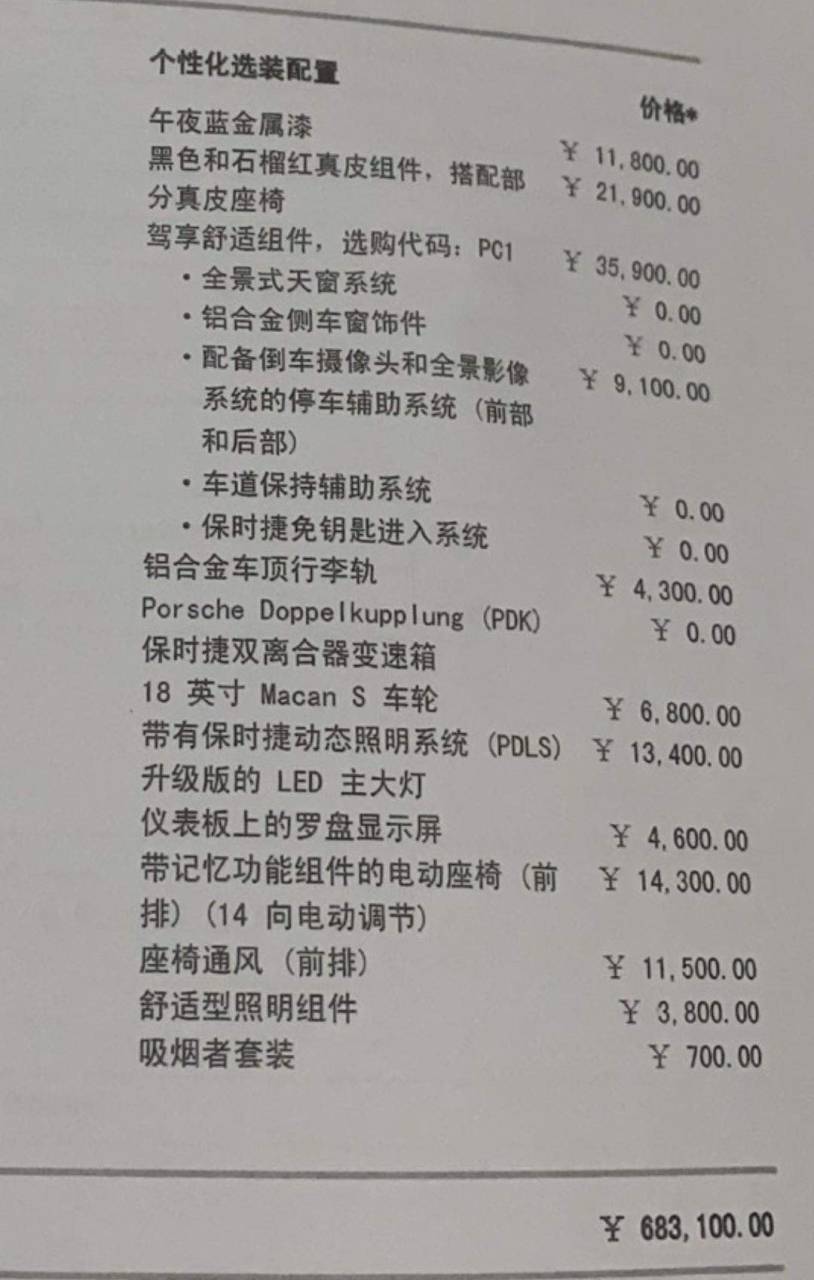 个性化选装配置
价格*
午夜蓝金属漆 ￥ 11,800.00
黑色和石榴红真皮组件，搭配部 ￥ 21,900.00
分真皮座椅
驾享舒适组件，选购代码：PC1 ￥ 35,900.00
·全景式天窗系统 ￥ 0.00
·铝合金侧车窗饰件 ￥ 0.00
·配备倒车摄像头和全景影像 ￥ 9,100.00
系统的停车辅助系统（前部
和后部）
·车道保持辅助系统 ￥ 0.00
·保时捷免钥匙进入系统 ￥ 0.00
铝合金车顶行李轨 ￥ 4,300.00
Porsche Doppelkupplung (PDK) ￥ 0.00
保时捷双离合器变速箱
18 英寸 Macan S 车轮 ￥ 6,800.00
带有保时捷动态照明系统 (PDLS) ￥ 13,400.00
升级版的 LED 主大灯
仪表板上的罗盘显示屏 ￥ 4,600.00
带记忆功能组件的电动座椅（前 ￥ 14,300.00
排）（14 向电动调节）
座椅通风（前排） ￥ 11,500.00
舒适型照明组件 ￥ 3,800.00
吸烟者套装 ￥ 700.00
￥ 683,100.00